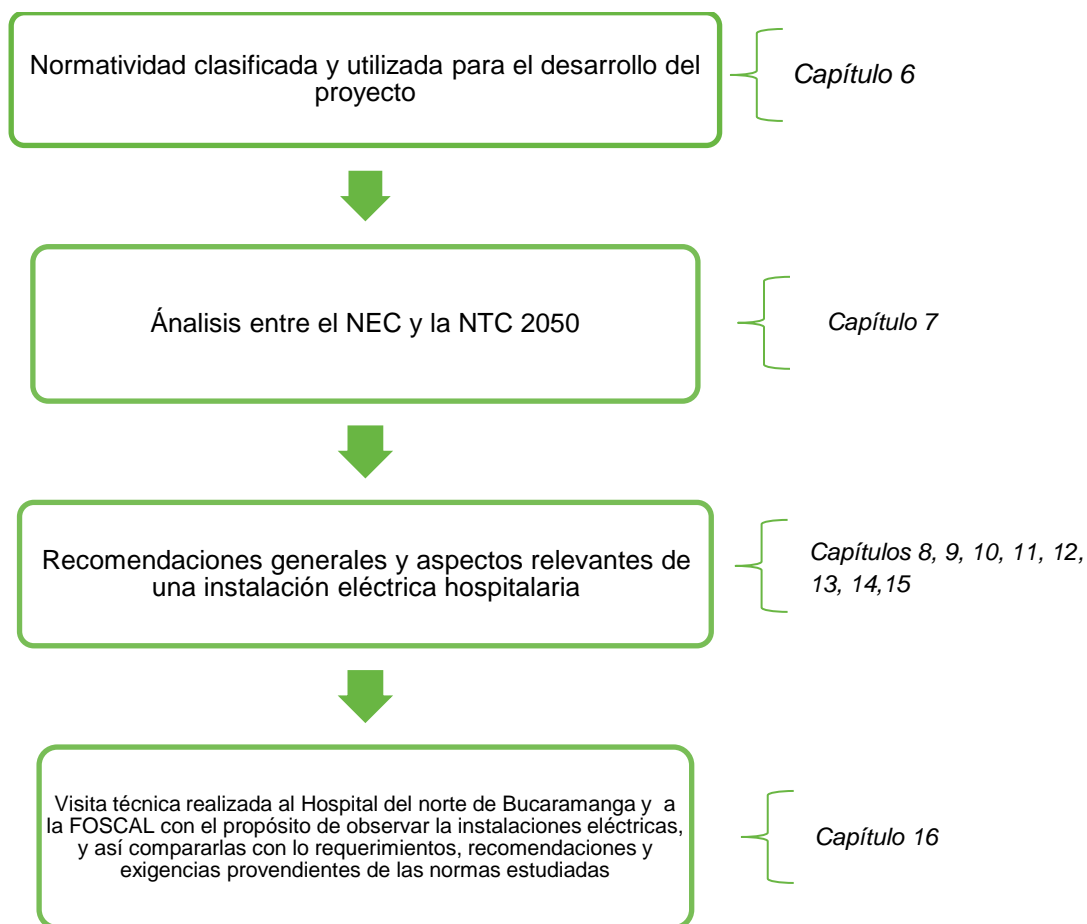 Normatividad clasificada y utilizada para el desarrollo del
proyecto
Capítulo 6
Ánalisis entre el NEC y la NTC 2050
Capítulo 7
Recomendaciones generales y aspectos relevantes de
una instalación eléctrica hospitalaria
Capítulos 8, 9, 10, 11, 12,
13, 14,15
Visita técnica realizada al Hospital del norte de Bucaramanga y a
la FOSCAL con el propósito de observar la instalaciones eléctricas,
y así compararlas con lo requerimientos, recomendaciones y
exigencias provendientes de las normas estudiadas
Capítulo 16